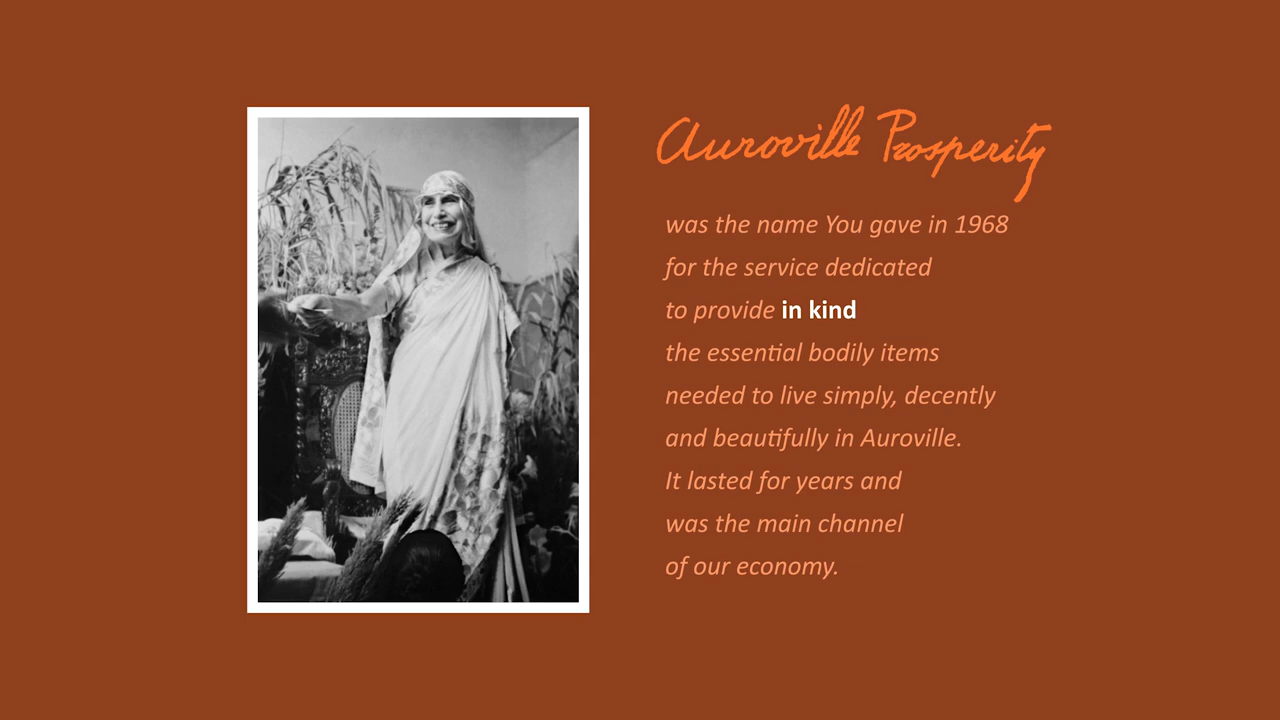 Auroville Prosperity
was the name You gave in 1968
for the service dedicated
to provide in kind
the essential bodily items
needed to live simply, decently
and beautifully in Auroville.
It lasted for years and
was the main channel
of our economy.